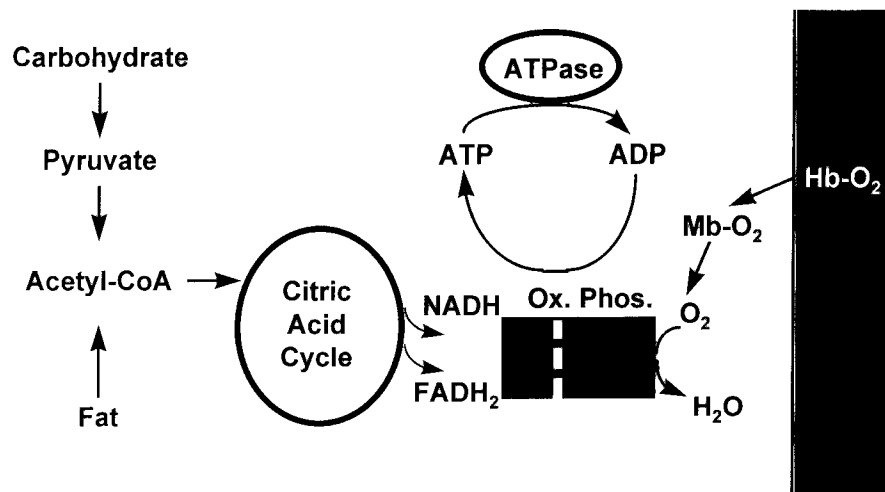 Carbohydrate
Pyruvate
Acetyl-CoA
Fat
Citric
Acid
Cycle
NADH
FADH₂
ATPase
ATP
ADP
Ox. Phos.
Hb-O₂
Mb-O₂
O₂
H₂O